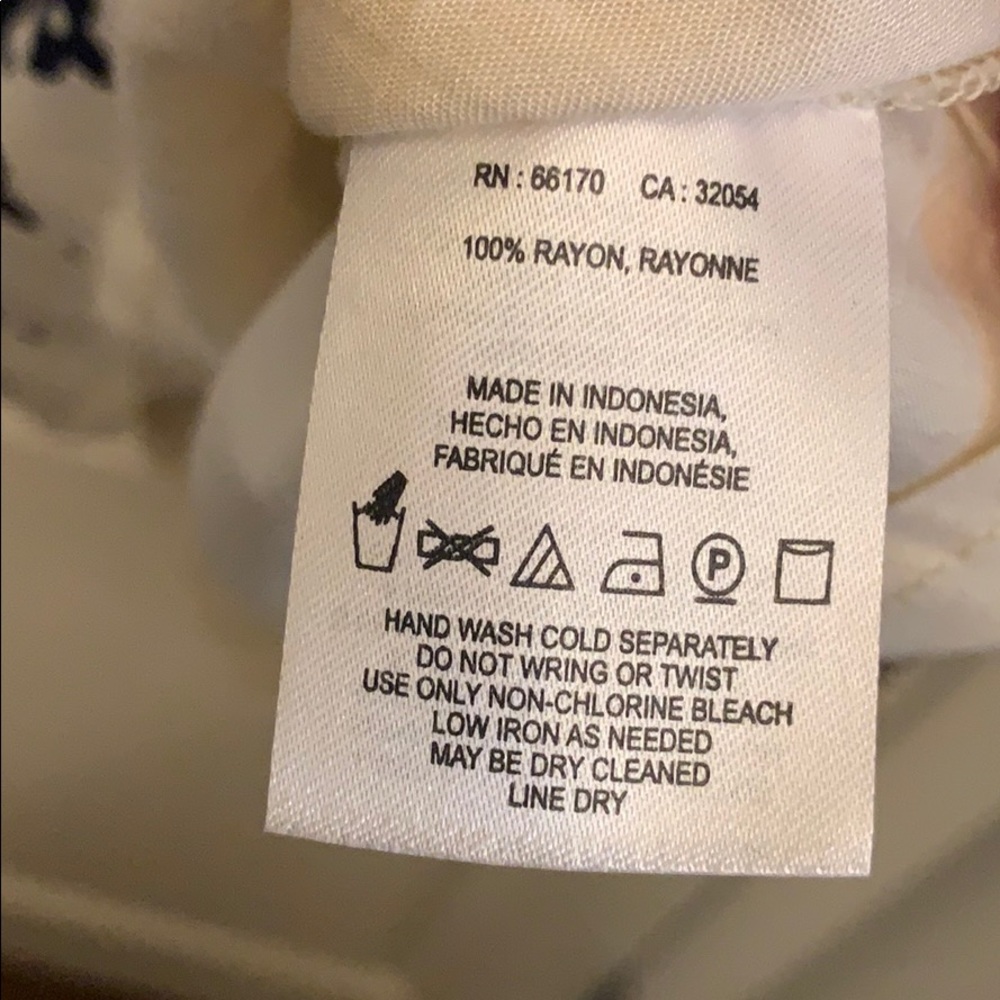 RN : 66170 CA : 32054
100% RAYON, RAYONNE
MADE IN INDONESIA,
HECHO EN INDONESIA,
FABRIQUÉ EN INDONÉSIE
P
HAND WASH COLD SEPARATELY
DO NOT WRING OR TWIST
USE ONLY NON-CHLORINE BLEACH
LOW IRON AS NEEDED
MAY BE DRY CLEANED
LINE DRY